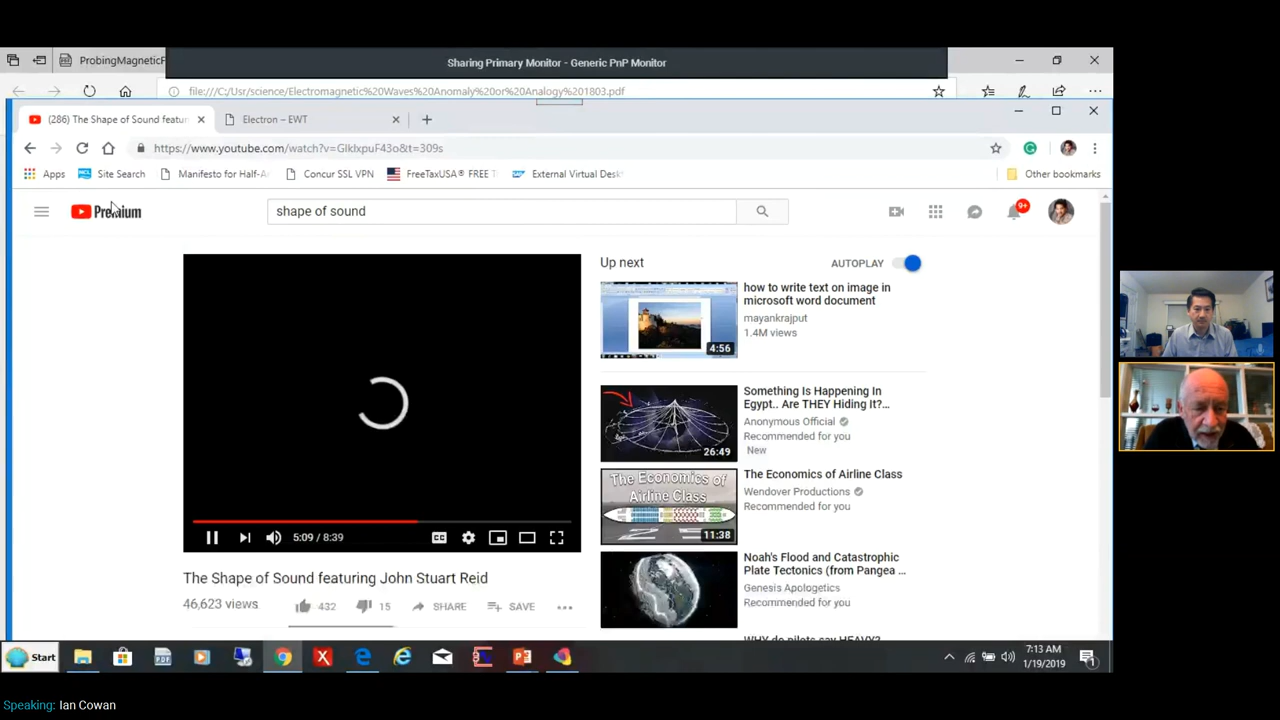 ProbingMagneticF
Sharing Primary Monitor - Generic PnP Monitor
file:///C:/Usr/science/Electromagnetic%20Waves%20Anomaly%20or%20Analogy%201803.pdf
(286) The Shape of Sound featur
Electron – EWT
https://www.youtube.com/watch?v=GlklxpuF43o&t=309s
Apps
Site Search
Manifesto for Half-A
Concur SSL VPN
FreeTaxUSA® FREE T
External Virtual Desk
Other bookmarks
Premium
shape of sound
9+
Up next
AUTOPLAY
how to write text on image in
microsoft word document
mayankrajput
1.4M views
4:56
Something Is Happening In
Egypt.. Are THEY Hiding It?...
Anonymous Official
Recommended for you
New
26:49
The Economics of Airline Class
Wendover Productions
Recommended for you
The Economics of
Airline Class
11:38
Noah's Flood and Catastrophic
Plate Tectonics (from Pangea ...
Genesis Apologetics
Recommended for you
WHY do pilots say HEAVY?
5:09 / 8:39
CC
The Shape of Sound featuring John Stuart Reid
46,623 views
432
15
SHARE
SAVE
Start
7:13 AM
1/19/2019
1
Speaking: Ian Cowan